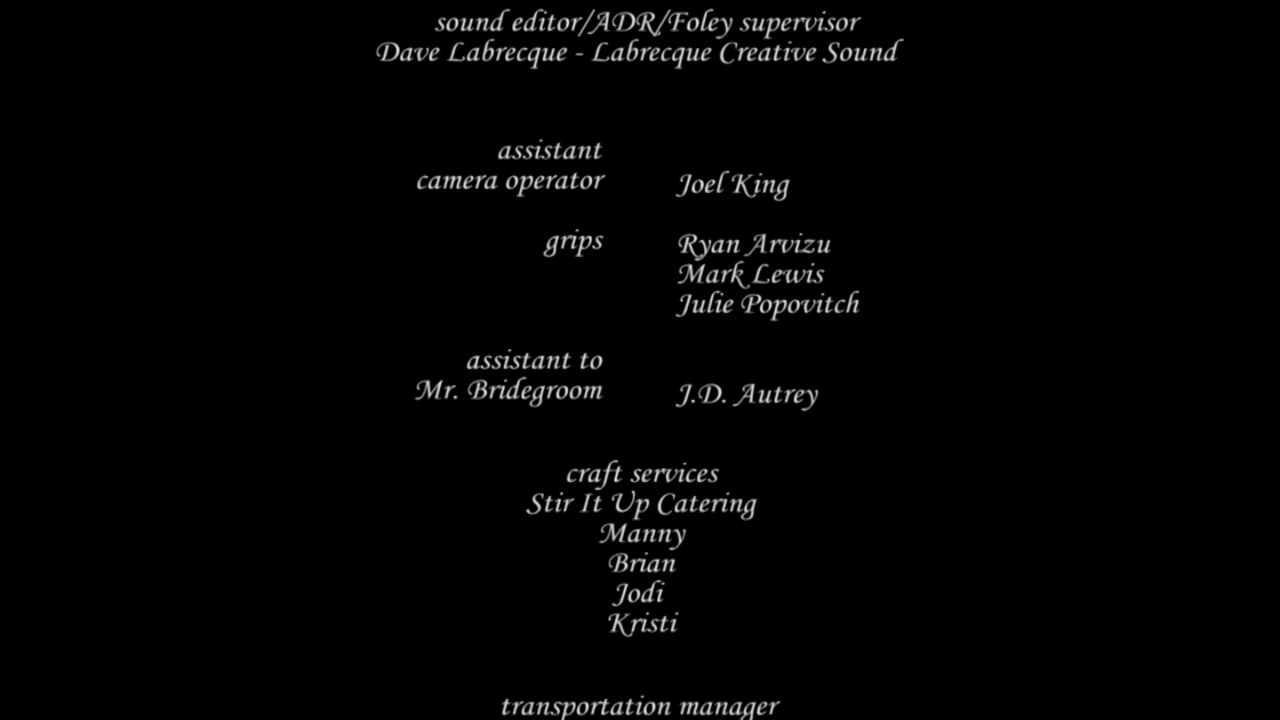 sound editor/ADR/Foley supervisor
Dave Labrecque - Labrecque Creative Sound
assistant
camera operator Joel King
grips Ryan Arvizu
Mark Lewis
Julie Popovitch
assistant to
Mr. Bridegroom J.D. Autrey
craft services
Stir It Up Catering
Manny
Brian
Jodi
Kristi
transportation manager